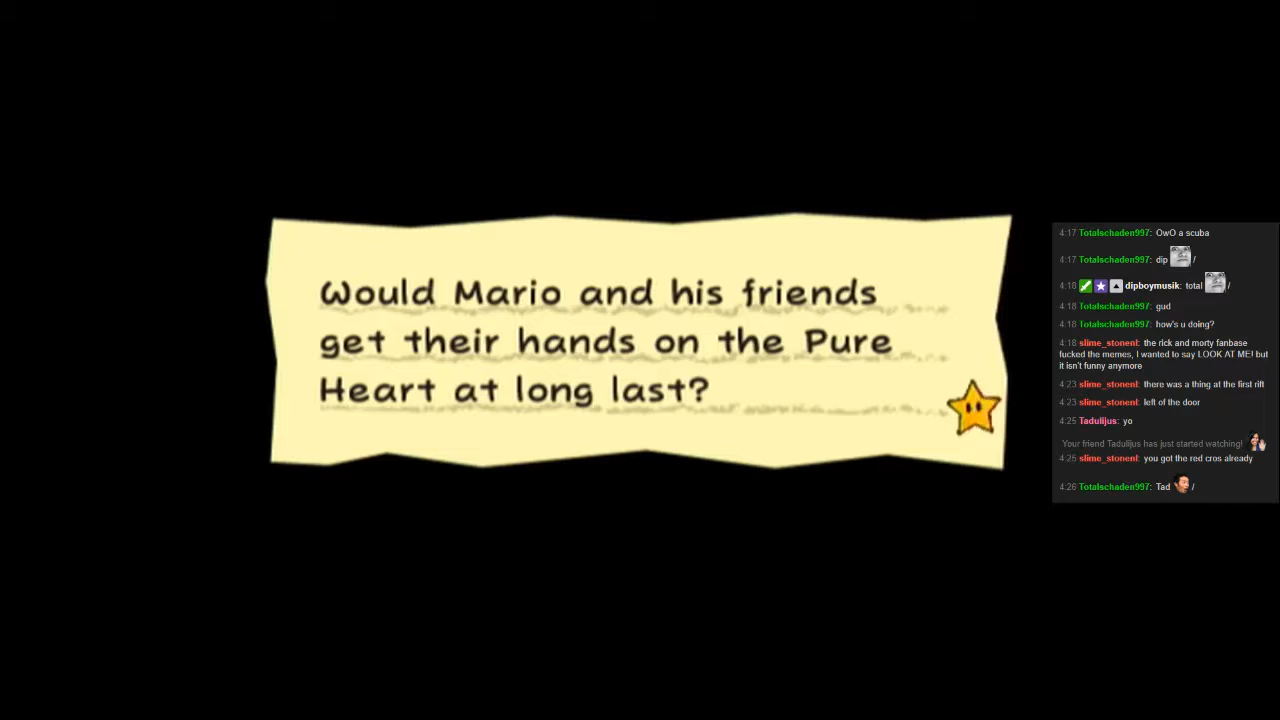 Would Mario and his friends
get their hands on the Pure
Heart at long last?
4:17 Totalschaden997: OwO a scuba
4:17 Totalschaden997: dip /
4:18 dipboymusik: total /
4:18 Totalschaden997: gud
4:18 Totalschaden997: how's u doing?
4:18 slime_stonenl: the rick and morty fanbase
fucked the memes, I wanted to say LOOK AT ME! but
it isn't funny anymore
4:23 slime_stonenl: there was a thing at the first rift
4:23 slime_stonenl: left of the door
4:25 Tadulijus: yo
Your friend Tadulijus has just started watching!
4:25 slime_stonenl: you got the red cros already
4:26 Totalschaden997: Tad /